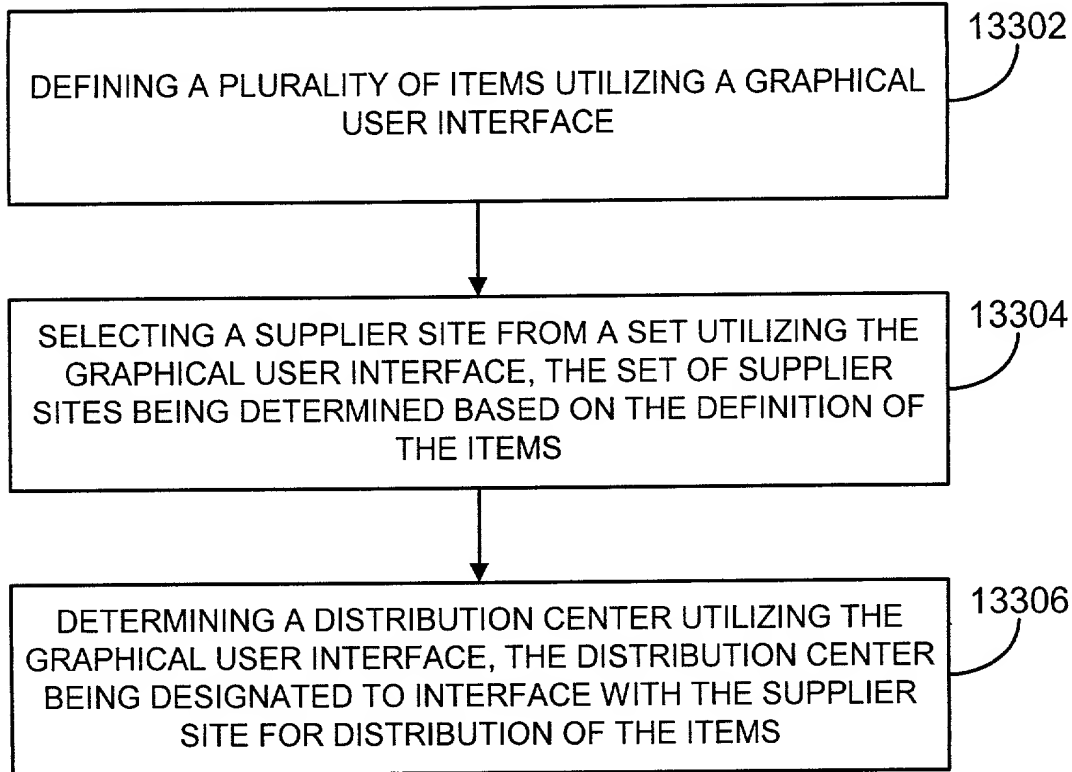 13302
DEFINING A PLURALITY OF ITEMS UTILIZING A GRAPHICAL
USER INTERFACE
13304
SELECTING A SUPPLIER SITE FROM A SET UTILIZING THE
GRAPHICAL USER INTERFACE, THE SET OF SUPPLIER
SITES BEING DETERMINED BASED ON THE DEFINITION OF
THE ITEMS
13306
DETERMINING A DISTRIBUTION CENTER UTILIZING THE
GRAPHICAL USER INTERFACE, THE DISTRIBUTION CENTER
BEING DESIGNATED TO INTERFACE WITH THE SUPPLIER
SITE FOR DISTRIBUTION OF THE ITEMS